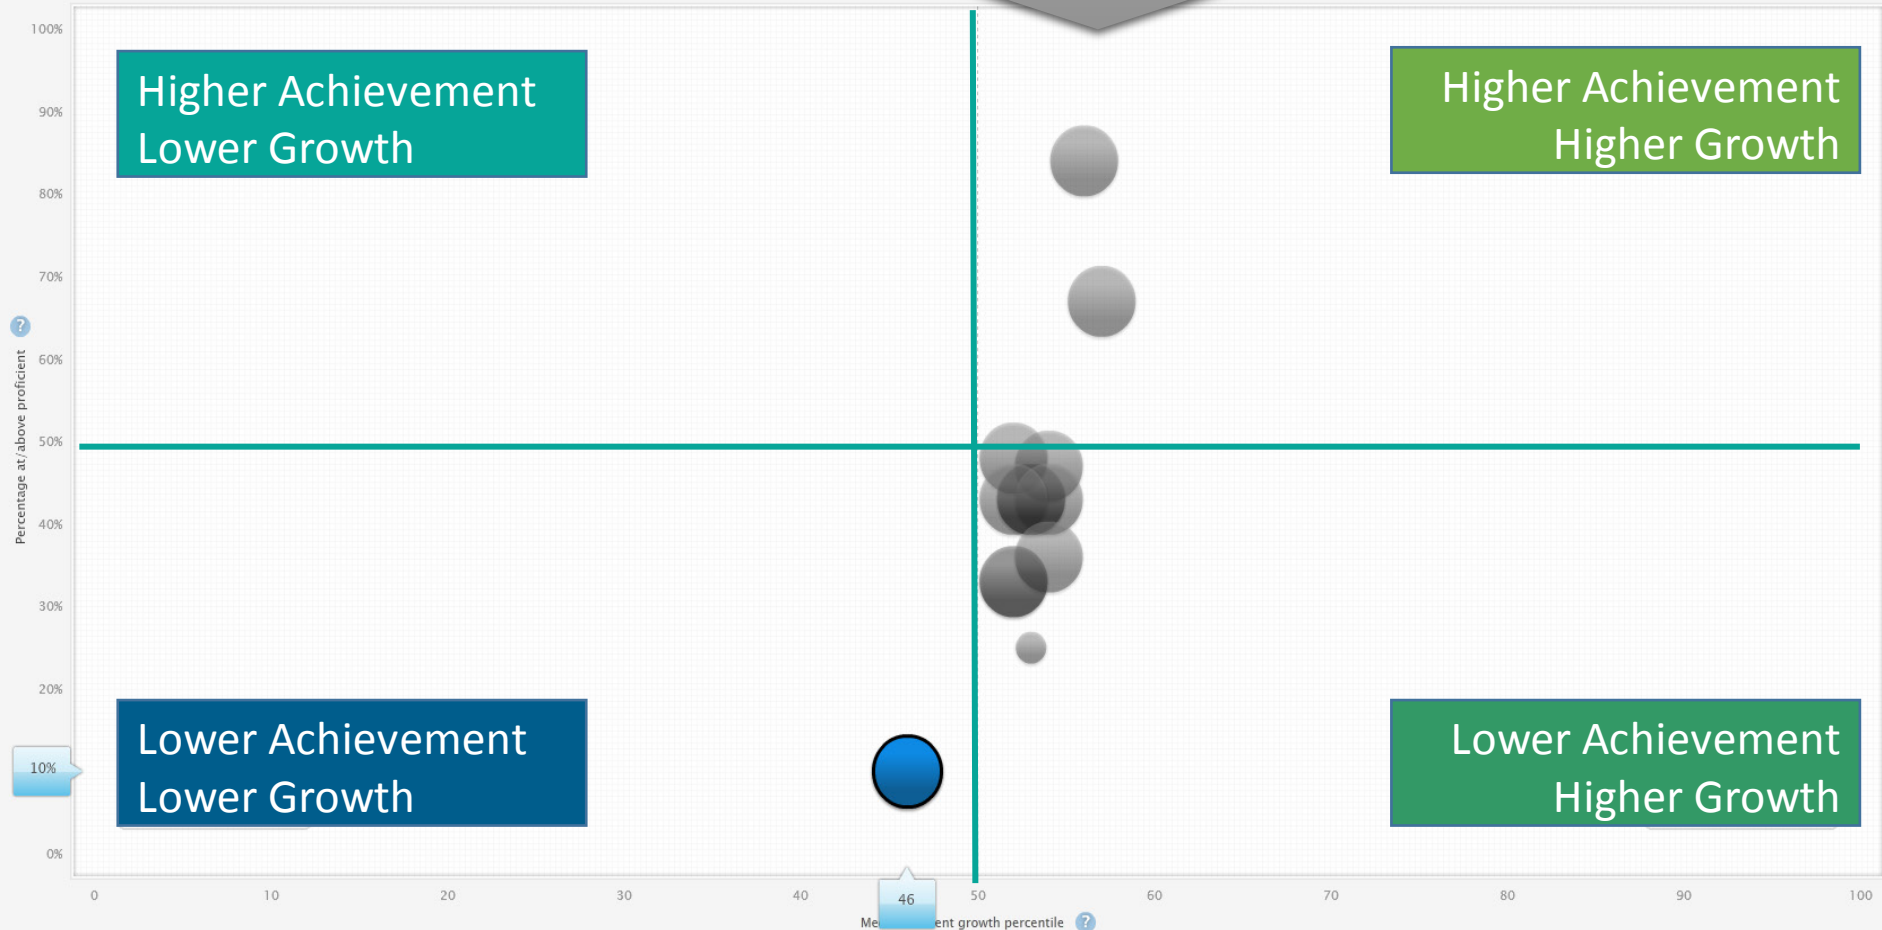 100%
Higher Achievement
Lower Growth
Higher Achievement
Higher Growth
90%
80%
70%
?
60%
Percentage at/above proficient
50%
40%
30%
20%
Lower Achievement
Lower Growth
Lower Achievement
Higher Growth
10%
0%
0 10 20 30 40 46 50 60 70 80 90 100
growth percentile ?